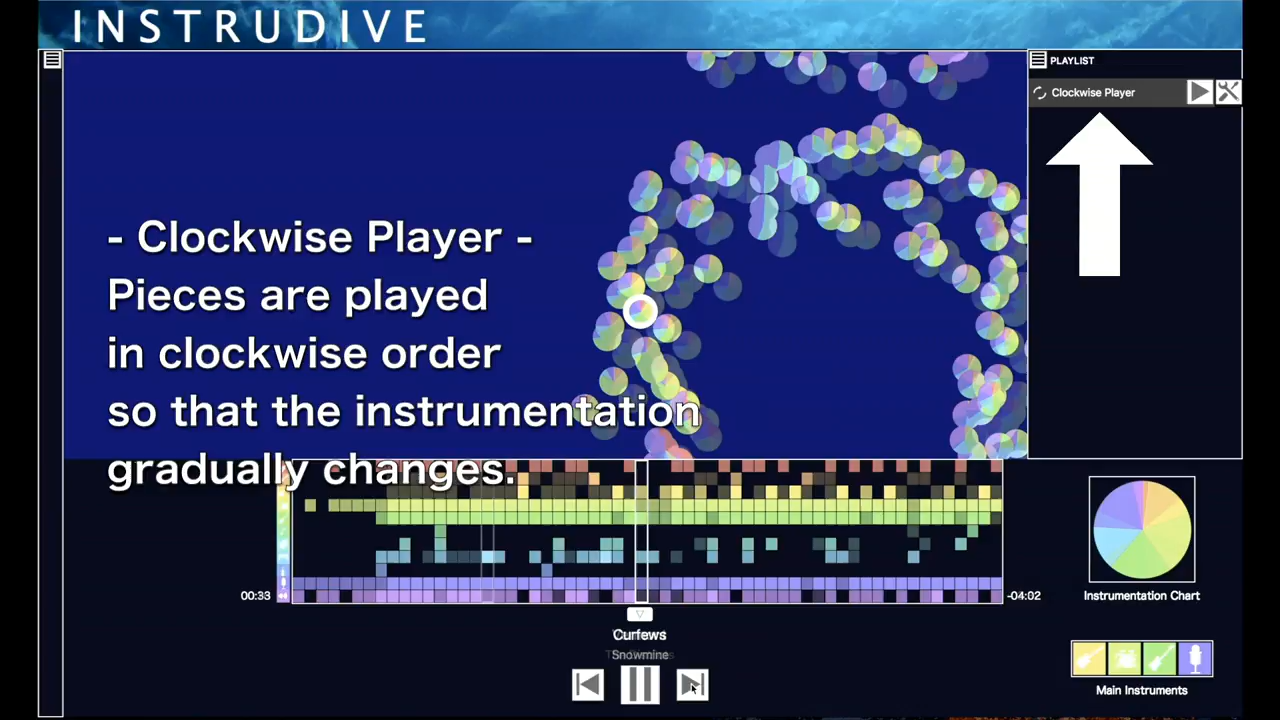 INSTRUDIVE
PLAYLIST
Clockwise Player
- Clockwise Player -
Pieces are played
in clockwise order
so that the instrumentation
gradually changes.
00:33
-04:02
Instrumentation Chart
Curfews
Snowmine
Main Instruments